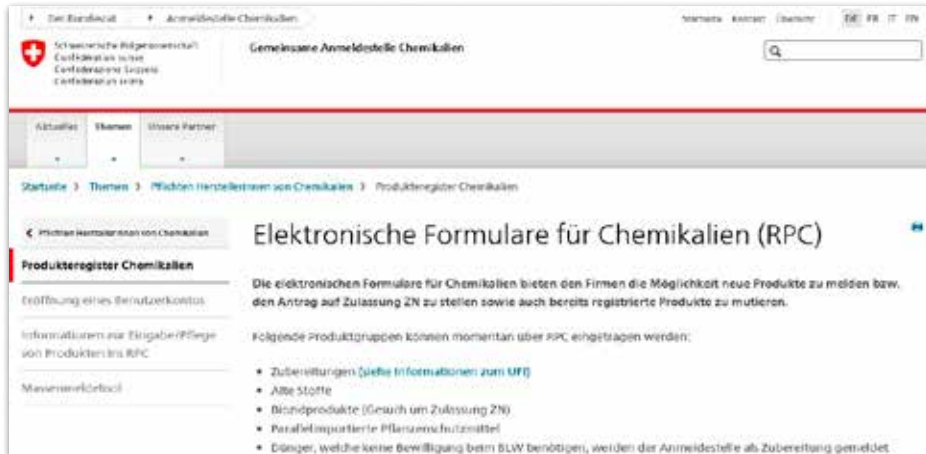 Der Bundesrat Anmeldestelle Chemikalien
Startseite Kontakt Übersicht DE FR IT EN
Schweizerische Eidgenossenschaft
Confédération suisse
Confederazione Svizzera
Confederaziun svizra
Gemeinsame Anmeldestelle Chemikalien
Aktuelles Themen Unsere Partner
Startseite > Themen > Pflichten Herstellerinnen von Chemikalien > Produkteregister Chemikalien
< Pflichten Herstellerinnen von Chemikalien
Produkteregister Chemikalien
Eröffnung eines Benutzerkontos
Informationen zur Eingabe/Pflege
von Produkten ins RPC
Massenmeldetool
Elektronische Formulare für Chemikalien (RPC)
Die elektronischen Formulare für Chemikalien bieten den Firmen die Möglichkeit neue Produkte zu melden bzw.
den Antrag auf Zulassung ZN zu stellen sowie auch bereits registrierte Produkte zu mutieren.
Folgende Produktgruppen können momentan über RPC eingetragen werden:
• Zubereitungen (siehe Informationen zum UFI)
• Alte Stoffe
• Biozidprodukte (Gesuch um Zulassung ZN)
• Parallelimportierte Pflanzenschutzmittel
• Dünger, welche keine Bewilligung beim BLW benötigen, werden der Anmeldestelle als Zubereitung gemeldet